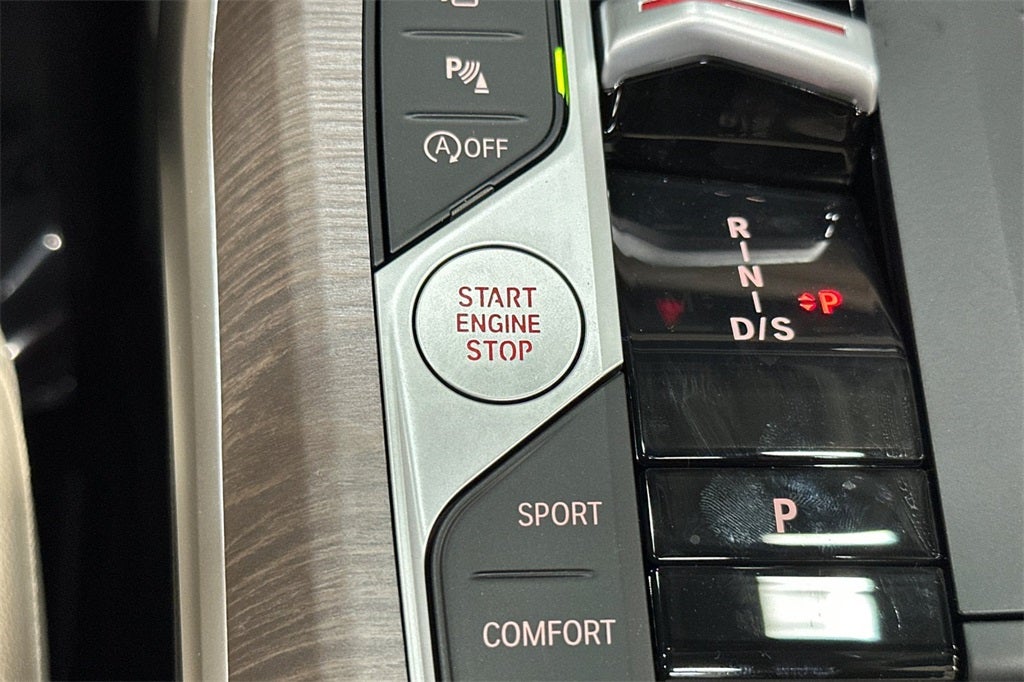 P
A OFF
START
ENGINE
STOP
R
I
N
I
D/S
P
P
SPORT
COMFORT